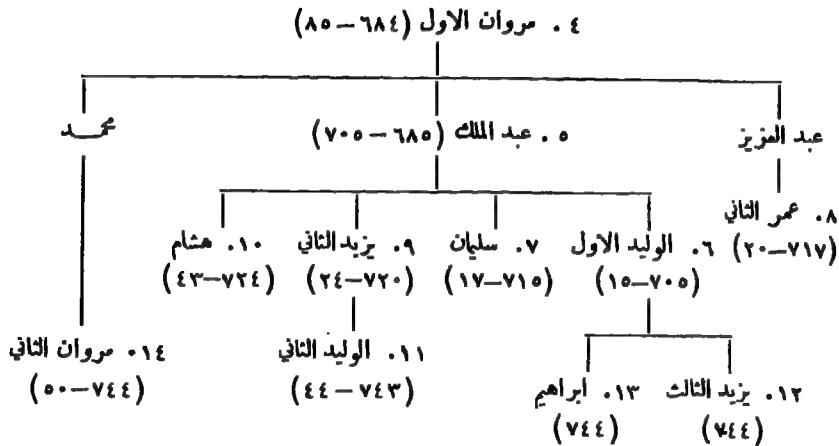 ٤ . مروان الاول (٦٨٤–٨٥)
عبد العزيز
٥ . عبد الملك (٦٨٥–٧٠٥)
محمد
٨. عمر الثاني
(٧١٧–٢٠)
٦ . الوليد الاول
(٧٠٥–١٥)
٧ . سليمان
(٧١٥–١٧)
٩ . يزيد الثاني
(٧٢٠–٢٤)
١٠. هشام
(٧٢٤–٤٣)
١١. الوليد الثاني
(٧٤٣–٤٤)
١٤. مروان الثاني
(٧٤٤–٥٠)
١٢. يزيد الثالث
(٧٤٤)
١٣. ابراهيم
(٧٤٤)